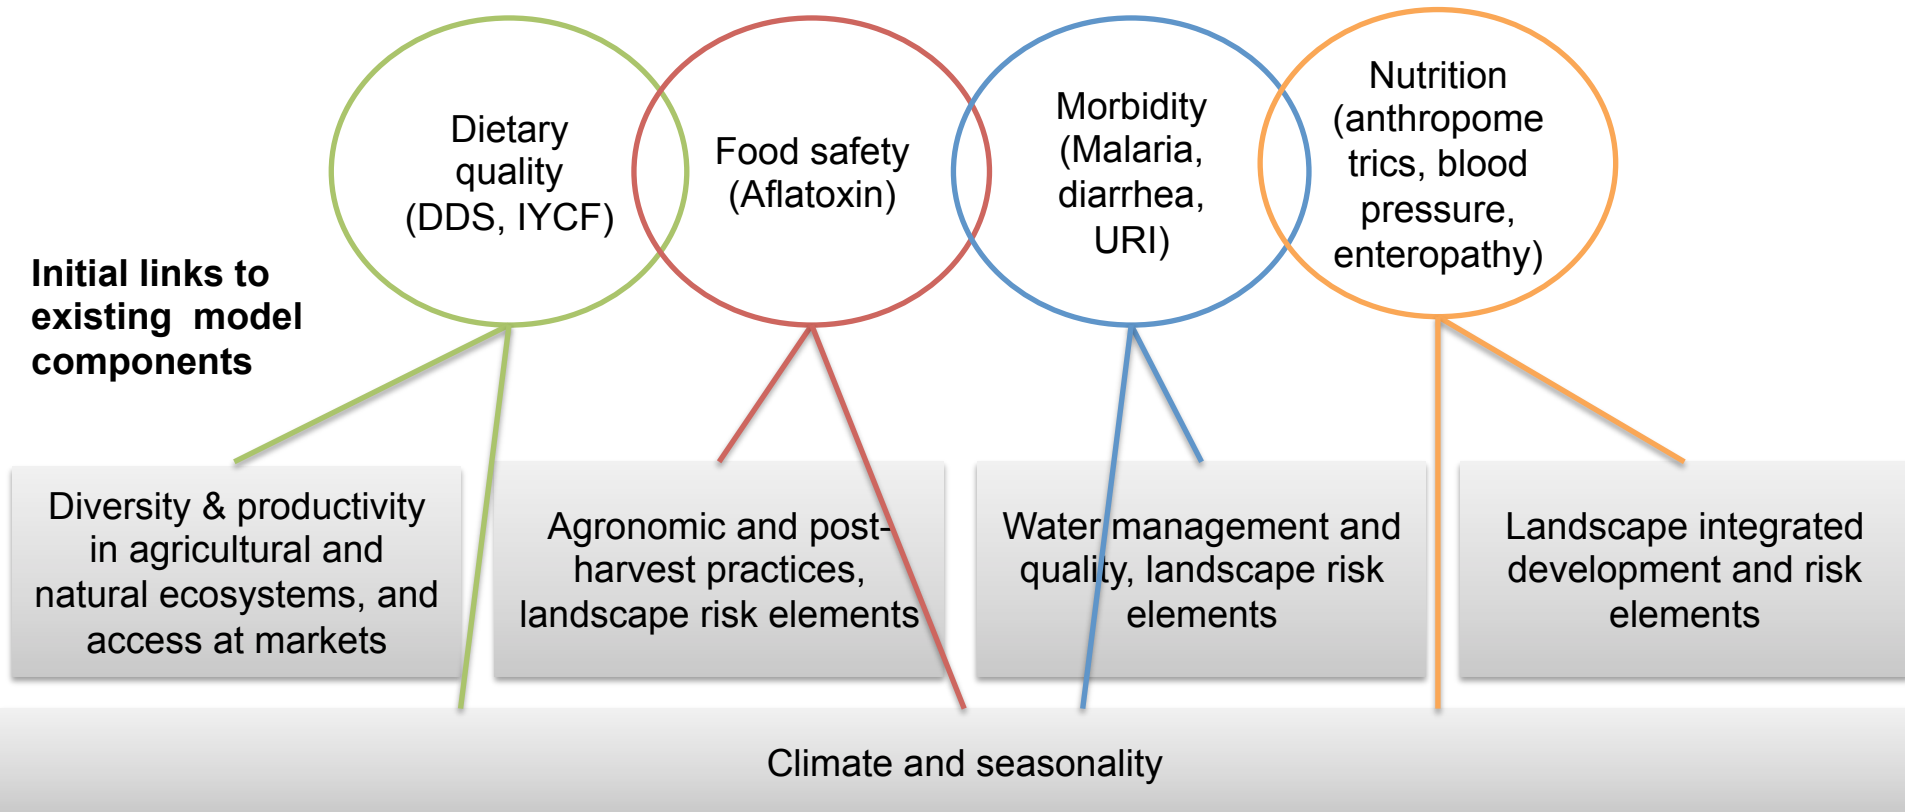 Dietary
quality
(DDS, IYCF)
Food safety
(Aflatoxin)
Morbidity
(Malaria,
diarrhea,
URI)
Nutrition
(anthropome
trics, blood
pressure,
enteropathy)
Initial links to
existing model
components
Diversity & productivity
in agricultural and
natural ecosystems, and
access at markets
Agronomic and post-
harvest practices,
landscape risk elements
Water management and
quality, landscape risk
elements
Landscape integrated
development and risk
elements
Climate and seasonality